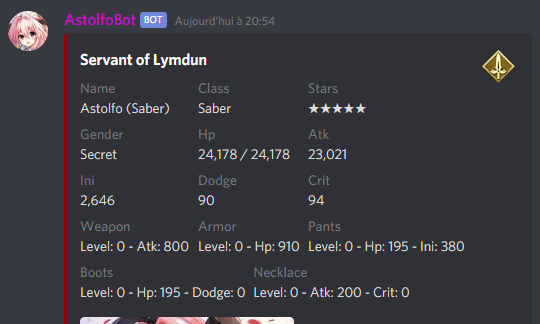 AstolfoBot BOT Aujourd'hui à 20:54
Servant of Lymdun
Name Class Stars
Astolfo (Saber) Saber ★★★★★
Gender Hp Atk
Secret 24,178 / 24,178 23,021
Ini Dodge Crit
2,646 90 94
Weapon Armor Pants
Level: 0 - Atk: 800 Level: 0 - Hp: 910 Level: 0 - Hp: 195 - Ini: 380
Boots Necklace
Level: 0 - Hp: 195 - Dodge: 0 Level: 0 - Atk: 200 - Crit: 0